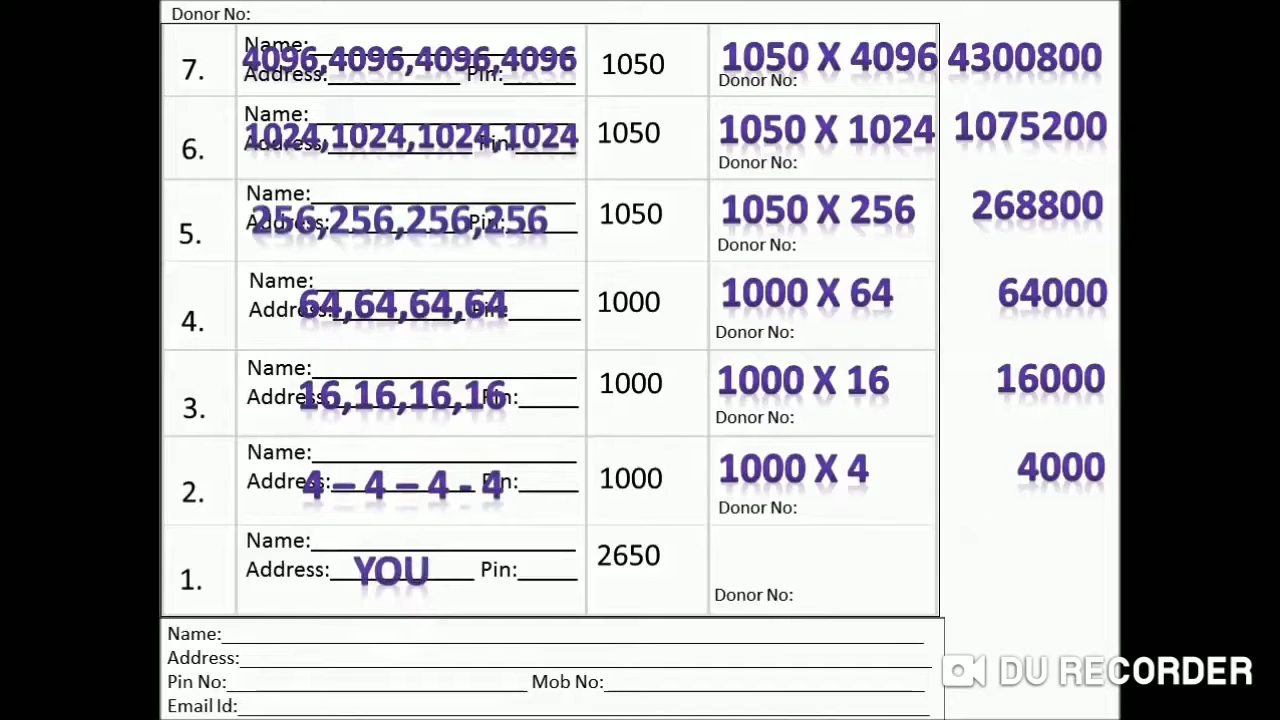 Donor No:
7. Name: 4096,4096,4096,4096 1050 1050 X 4096 4300800
Address: Pin: Donor No:
6. Name: 1024,1024,1024,1024 1050 1050 X 1024 1075200
Address: Pin: Donor No:
5. Name: 256,256,256,256 1050 1050 X 256 268800
Address: Pin: Donor No:
4. Name: 64,64,64,64 1000 1000 X 64 64000
Address: Pin: Donor No:
3. Name: 16,16,16,16 1000 1000 X 16 16000
Address: Pin: Donor No:
2. Name: 4 – 4 – 4 - 4 1000 1000 X 4 4000
Address: Pin: Donor No:
1. Name: 2650
Address: YOU Pin: Donor No:
Name:
Address:
Pin No: Mob No:
Email Id:
DU RECORDER